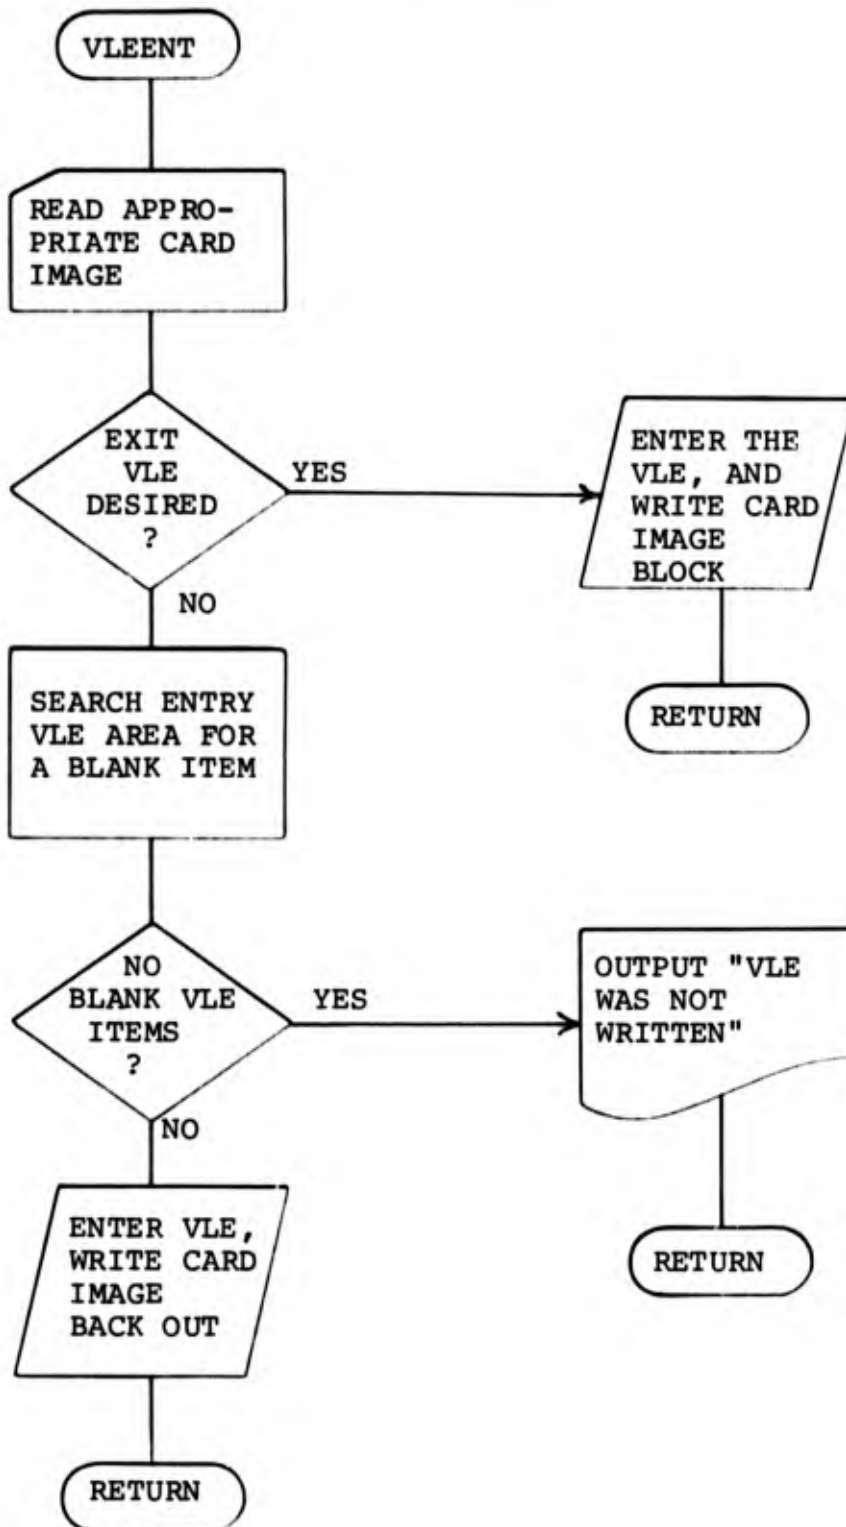 VLEENT
READ APPRO-
PRIATE CARD
IMAGE
EXIT
VLE
DESIRED
?
YES
NO
ENTER THE
VLE, AND
WRITE CARD
IMAGE
BLOCK
RETURN
SEARCH ENTRY
VLE AREA FOR
A BLANK ITEM
NO
BLANK VLE
ITEMS
?
YES
NO
OUTPUT "VLE
WAS NOT
WRITTEN"
RETURN
ENTER VLE,
WRITE CARD
IMAGE
BACK OUT
RETURN